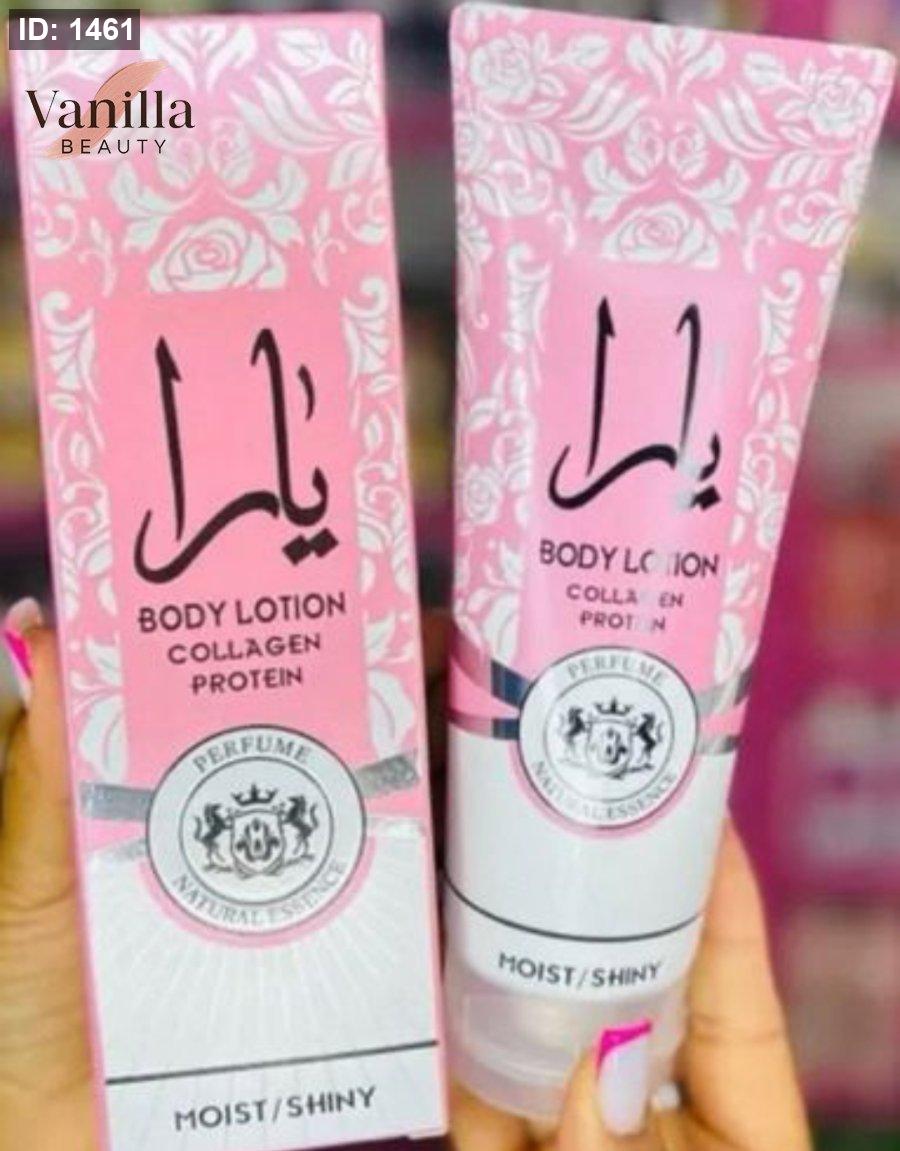 ID: 1461
Vanilla
BEAUTY
يارا
BODY LOTION
COLLAGEN
PROTEIN
PERFUME
NATURAL ESSENCE
MOIST/SHINY
يارا
BODY LOTION
COLLAGEN
PROTEIN
PERFUME
NATURAL ESSENCE
MOIST/SHINY